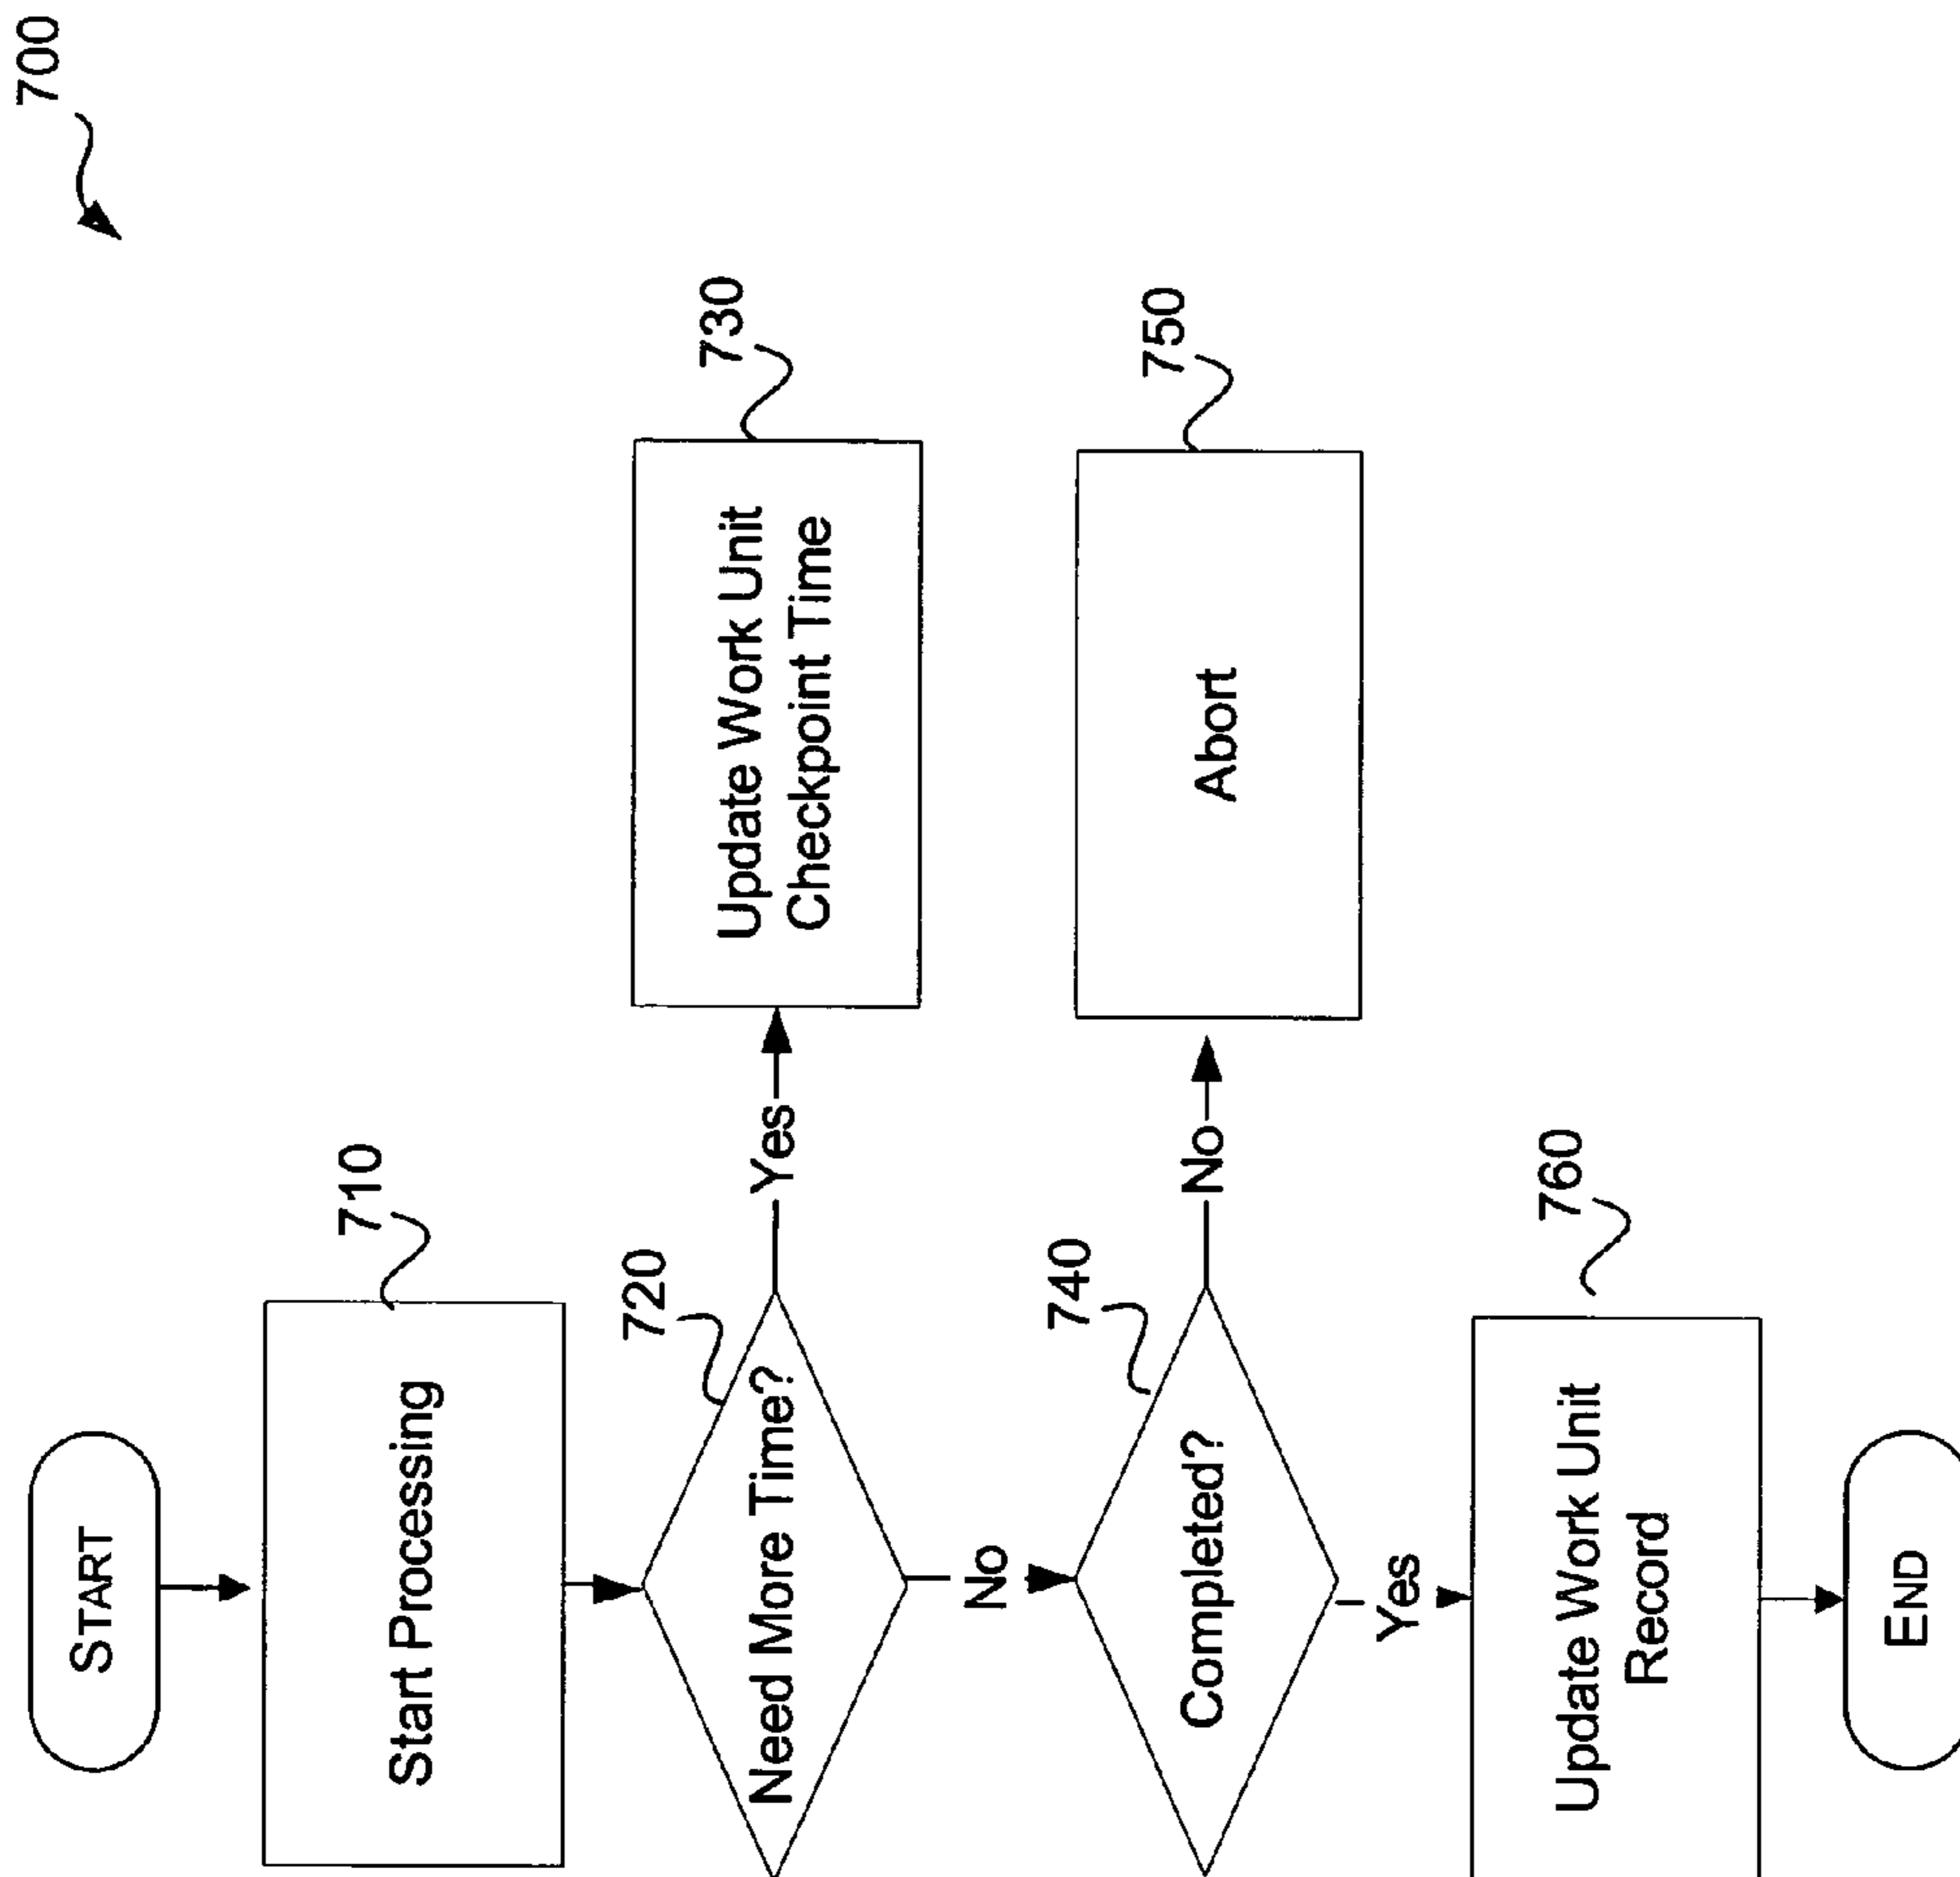 700
START
710
Start Processing
720
Need More Time?
Yes
730
Update Work Unit
Checkpoint Time
No
740
Completed?
No
750
Abort
Yes
760
Update Work Unit
Record
END